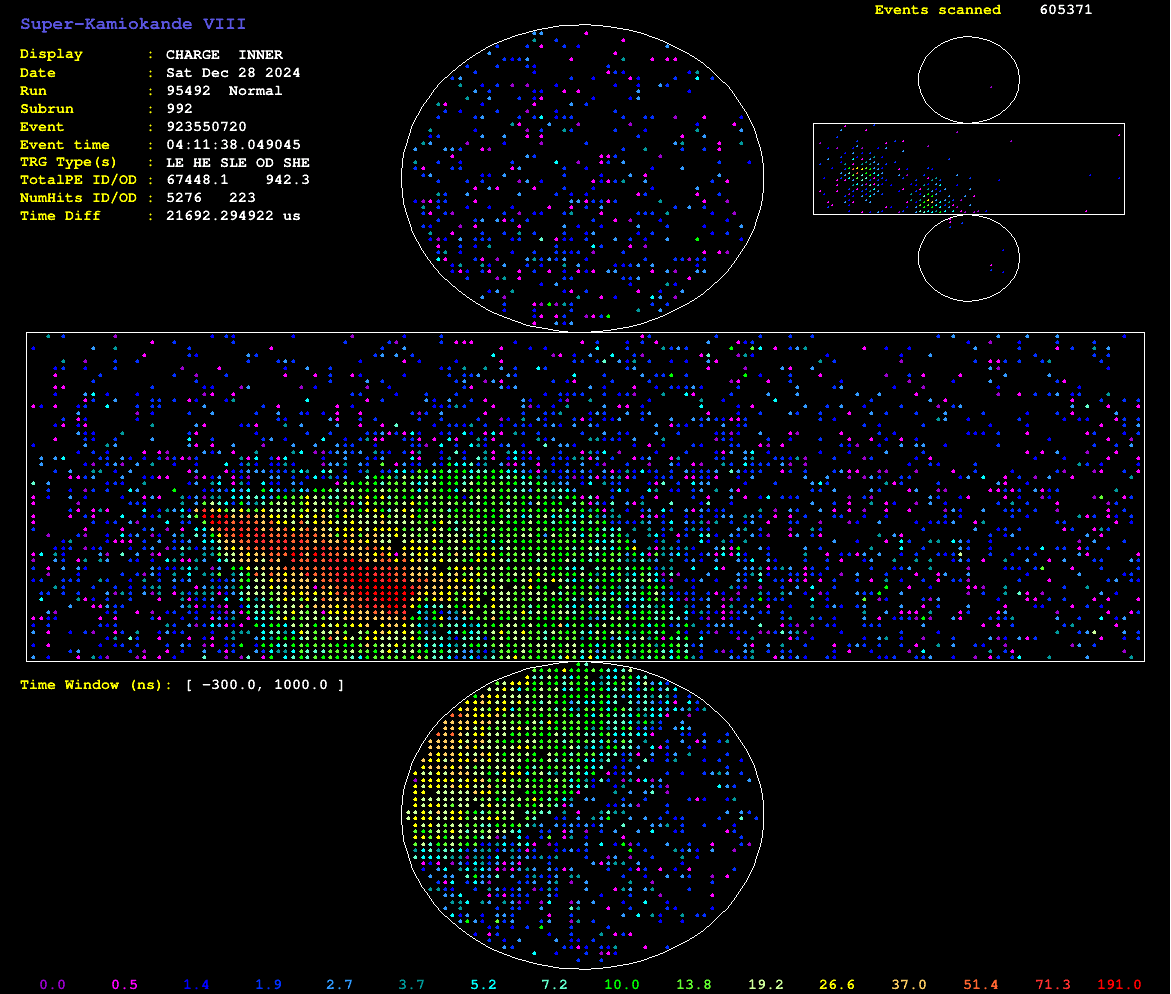 Super-Kamiokande VIII
Events scanned 605371
Display : CHARGE INNER
Date : Sat Dec 28 2024
Run : 95492 Normal
Subrun : 992
Event : 923550720
Event time : 04:11:38.049045
TRG Type(s) : LE HE SLE OD SHE
TotalPE ID/OD : 67448.1 942.3
NumHits ID/OD : 5276 223
Time Diff : 21692.294922 us
Time Window (ns): [ -300.0, 1000.0 ]
0.0 0.5 1.4 1.9 2.7 3.7 5.2 7.2 10.0 13.8 19.2 26.6 37.0 51.4 71.3 191.0